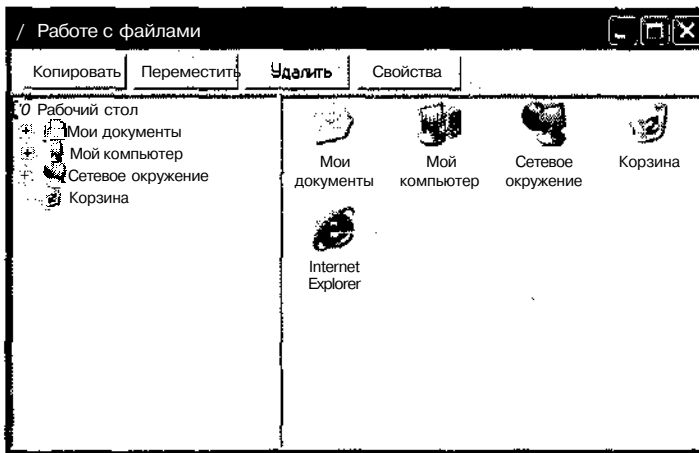 / Работе с файлами
Копировать Переместить Удалить Свойства
0 Рабочий стол
Мои документы
Мой компьютер
Сетевое окружение
Корзина
Мои документы
Мой компьютер
Сетевое окружение
Корзина
Internet Explorer